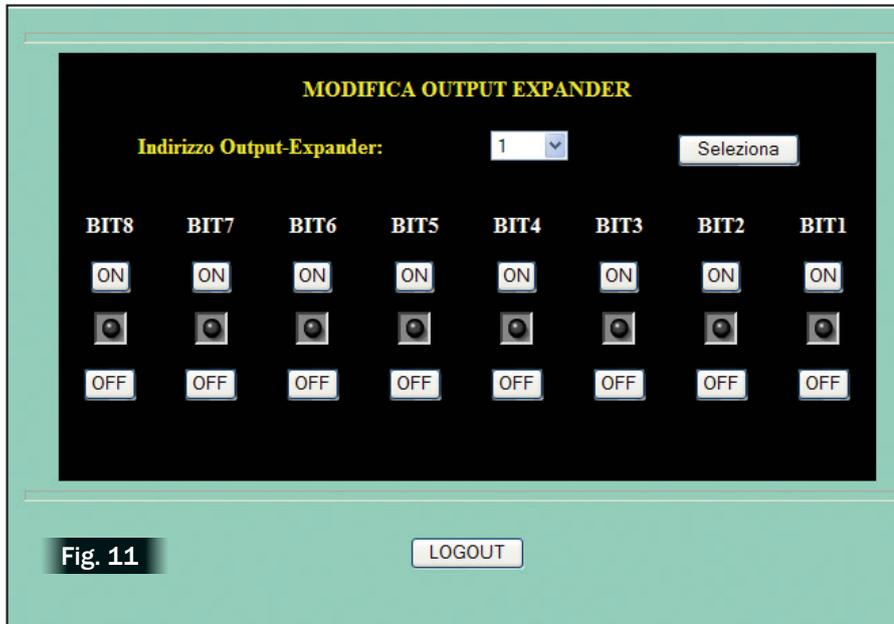 MODIFICA OUTPUT EXPANDER
Indirizzo Output-Expander: 1 Seleziona
BIT8 BIT7 BIT6 BIT5 BIT4 BIT3 BIT2 BIT1
ON ON ON ON ON ON ON ON
OFF OFF OFF OFF OFF OFF OFF OFF
Fig. 11 LOGOUT